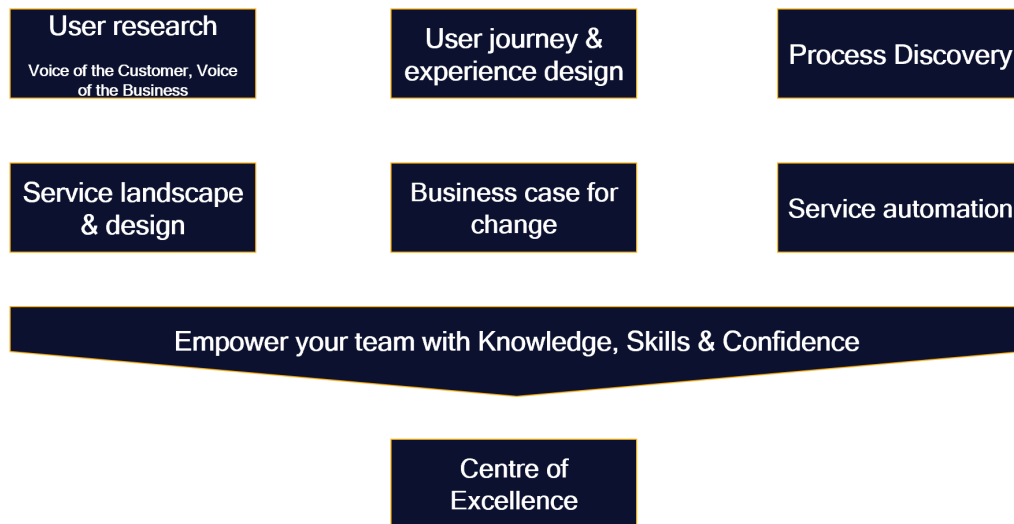 User research
Voice of the Customer, Voice
of the Business
User journey &
experience design
Process Discovery
Service landscape
& design
Business case for
change
Service automation
Empower your team with Knowledge, Skills & Confidence
Centre of
Excellence